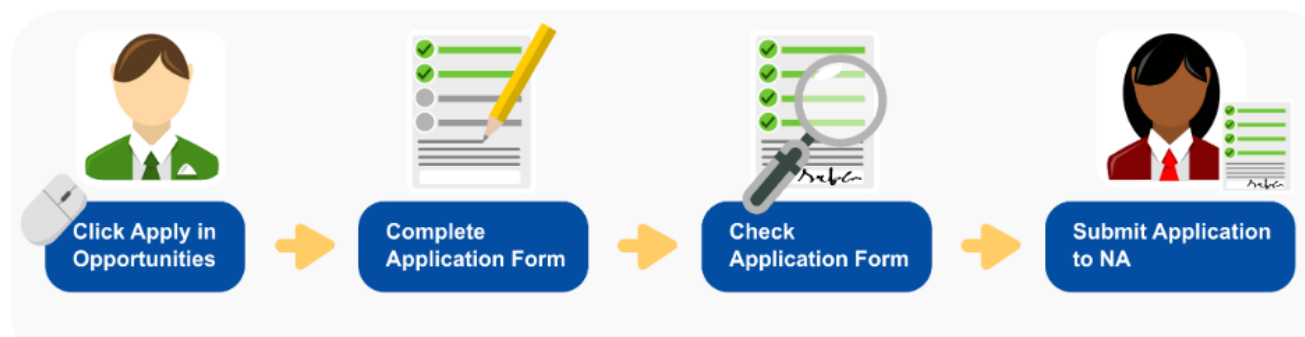 Click Apply in
Opportunities
Complete
Application Form
Check
Application Form
Submit Application
to NA